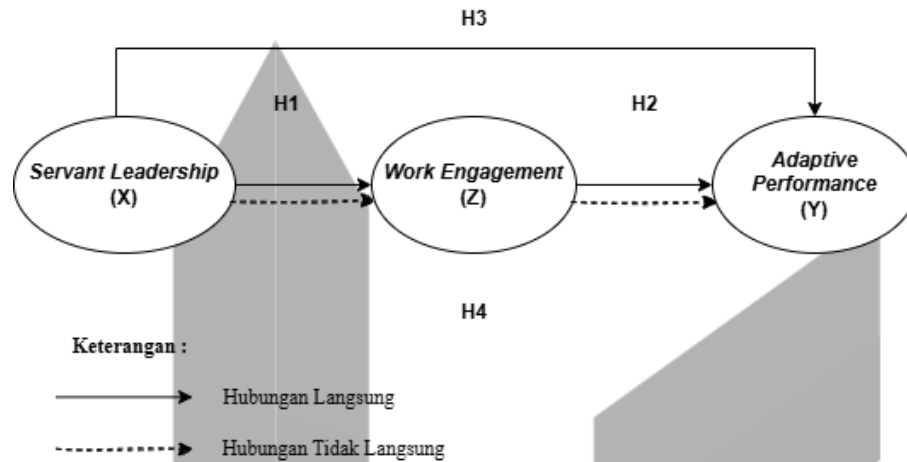 H3
H1
H2
Servant Leadership
(X)
Work Engagement
(Z)
Adaptive
Performance
(Y)
H4
Keterangan :
Hubungan Langsung
Hubungan Tidak Langsung